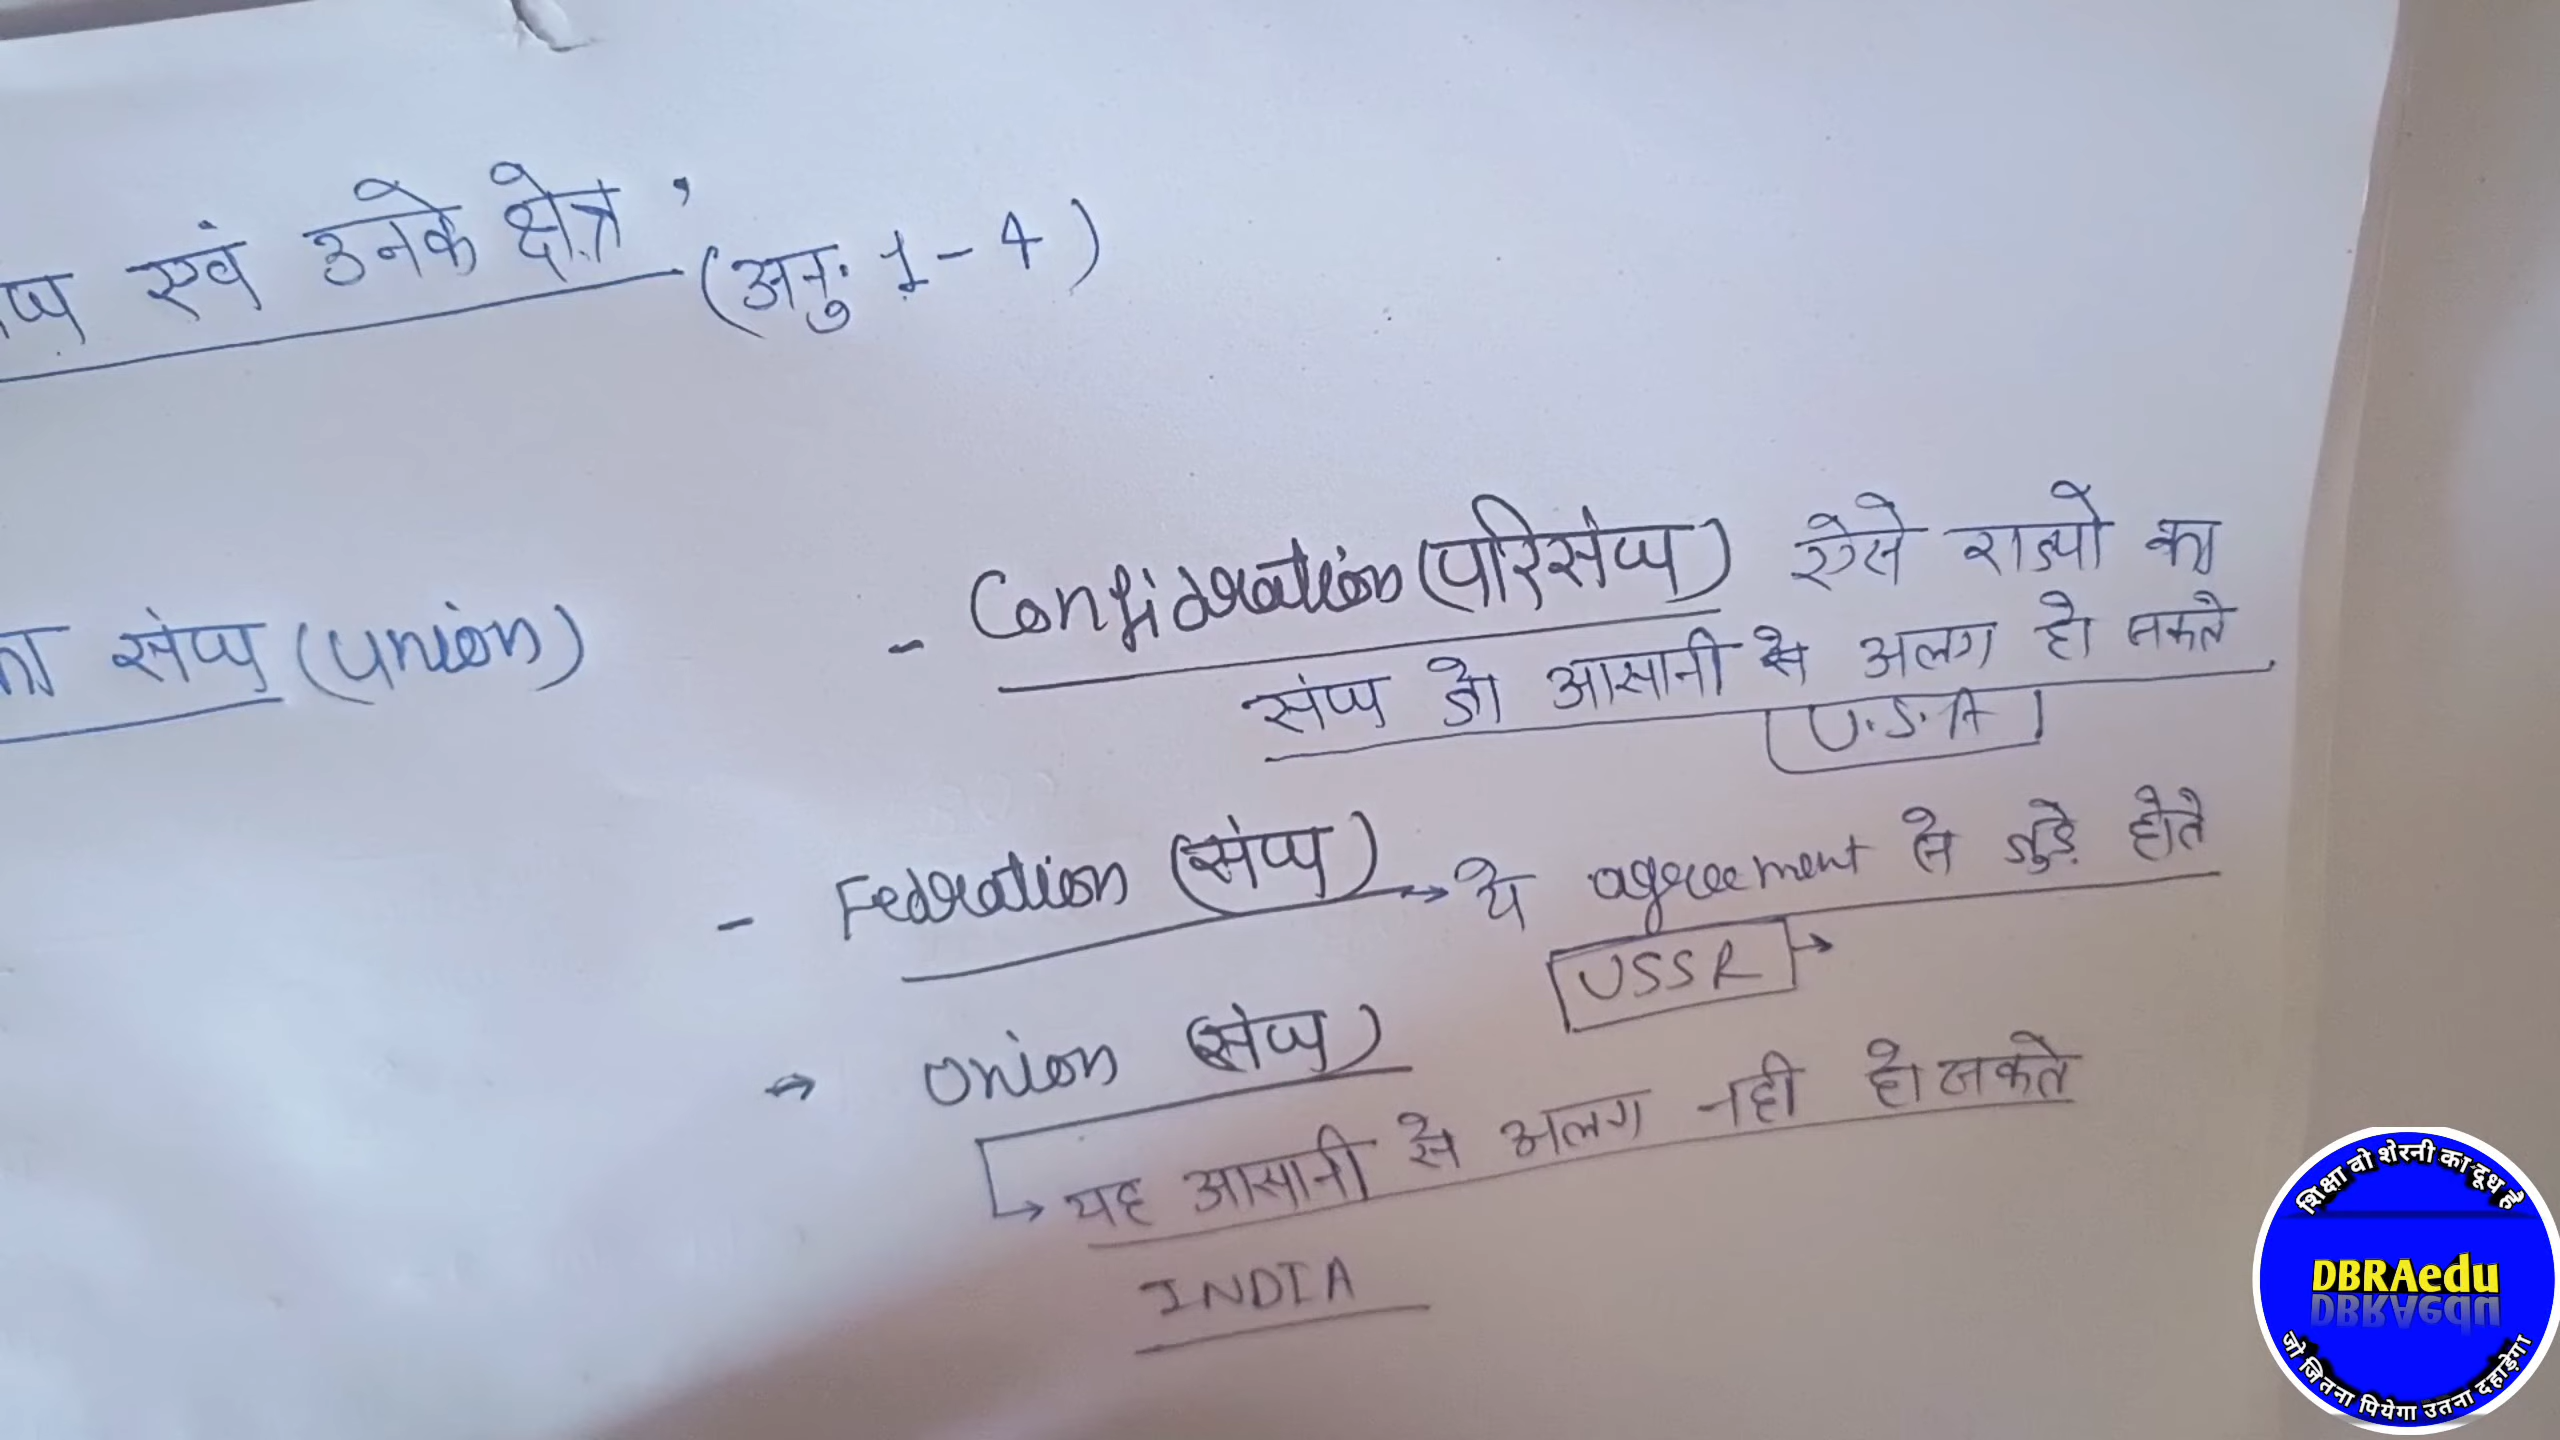 एवं उनके क्षेत्र' (अनु. 1-4)
का संघ (Union)
- Confideration (परिसंघ) ऐसे राज्यो का
संघ जो आसानी से अलग हो सकते
U.S.A
- Federation (संघ) → ये agreement से जुड़े होते
USSR →
→ Union (संघ)
↳ यह आसानी से अलग नही हो सकते
INDIA
शिक्षा वो शेरनी का दूध है
DBRAedu
जो जितना पियेगा उतना दहाड़ेगा